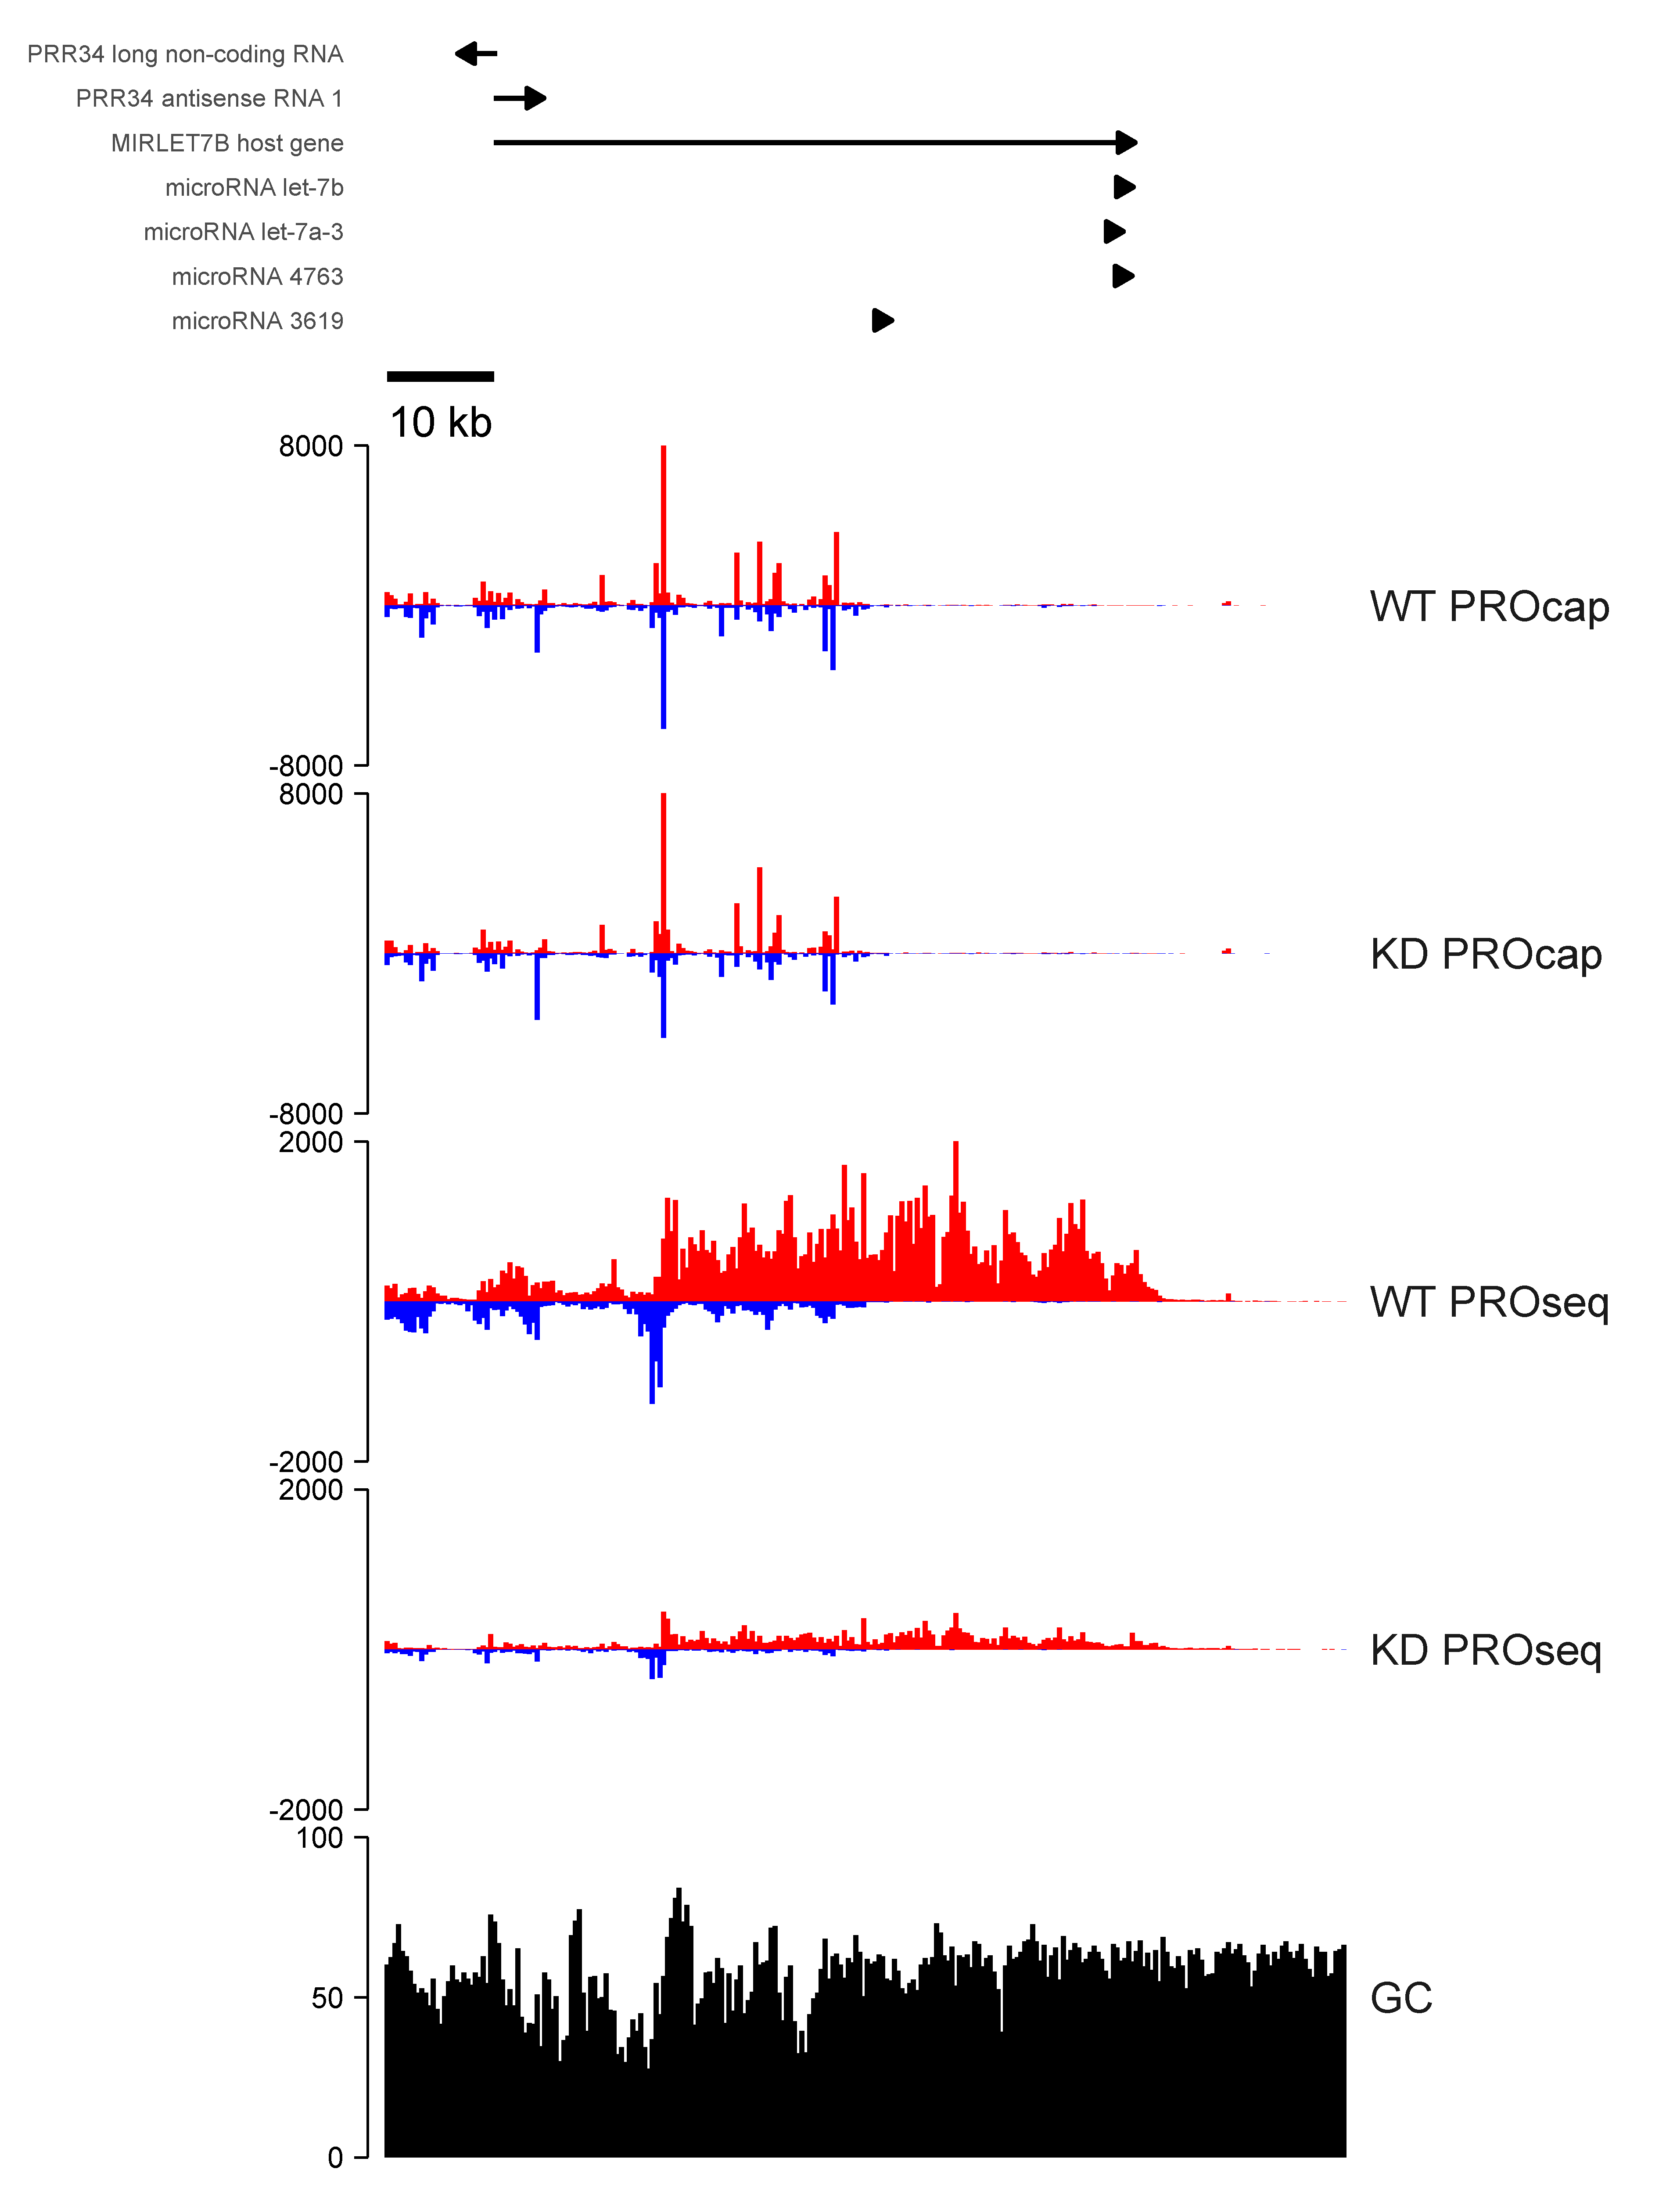 PRR34 long non-coding RNA
PRR34 antisense RNA 1
MIRLET7B host gene
microRNA let-7b
microRNA let-7a-3
microRNA 4763
microRNA 3619
10 kb
8000
WT PROcap
-8000
8000
KD PROcap
-8000
2000
WT PROseq
-2000
2000
KD PROseq
-2000
100
50
GC
0